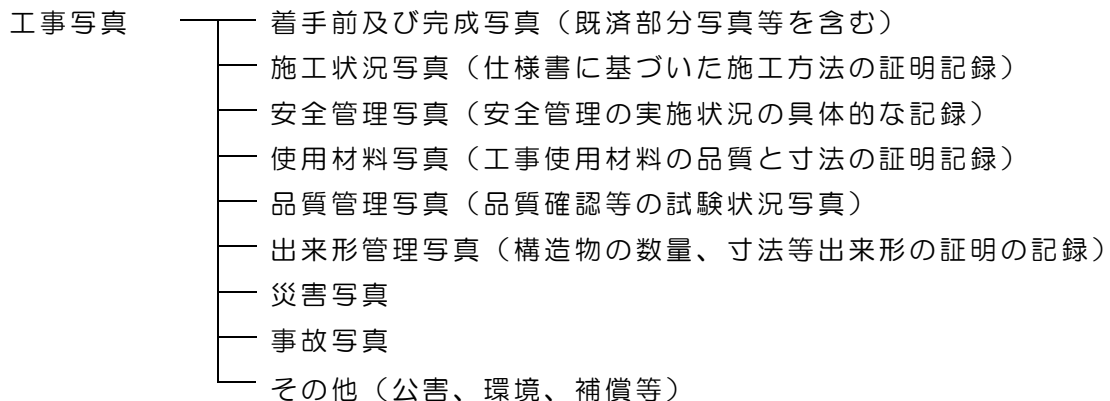 工事写真
着手前及び完成写真（既済部分写真等を含む）
施工状況写真（仕様書に基づいた施工方法の証明記録）
安全管理写真（安全管理の実施状況の具体的な記録）
使用材料写真（工事使用材料の品質と寸法の証明記録）
品質管理写真（品質確認等の試験状況写真）
出来形管理写真（構造物の数量、寸法等出来形の証明の記録）
災害写真
事故写真
その他（公害、環境、補償等）